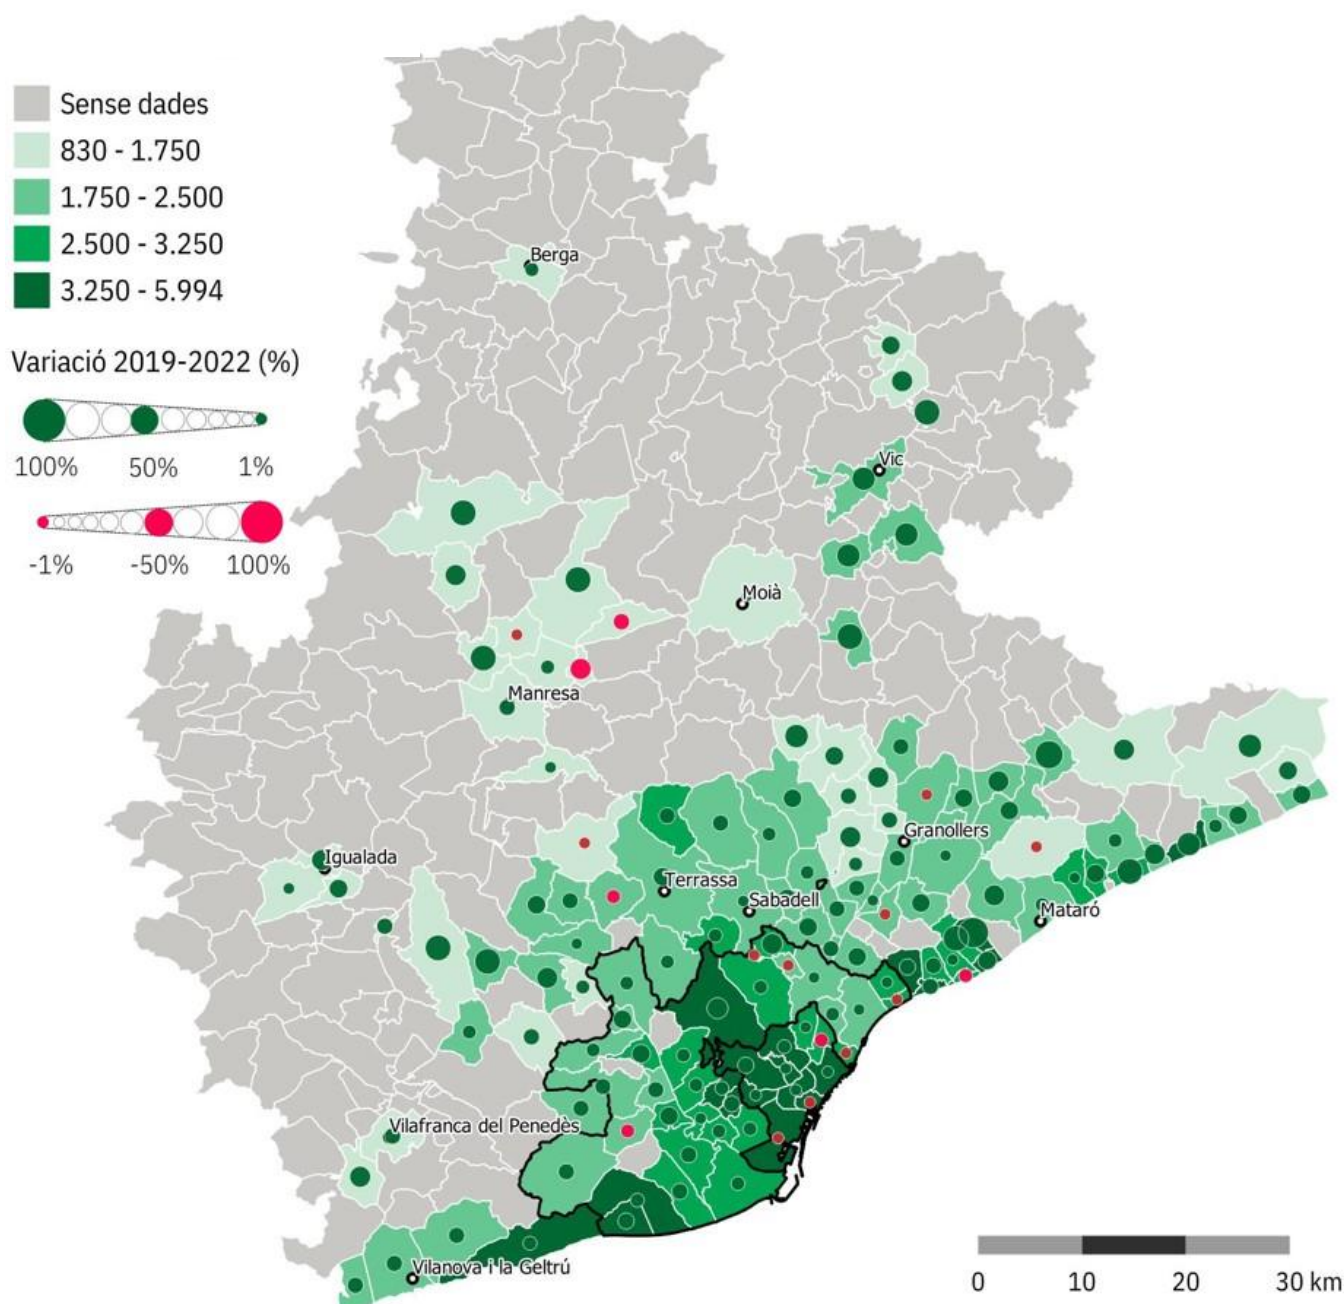 Sense dades
830 - 1.750
1.750 - 2.500
2.500 - 3.250
3.250 - 5.994
Variació 2019-2022 (%)
100% 50% 1%
-1% -50% 100%
Berga
Vic
Moià
Manresa
Granollers
Igualada
Terrassa
Sabadell
Mataró
Vilafranca del Penedès
Vilanova i la Geltrú
0 10 20 30 km